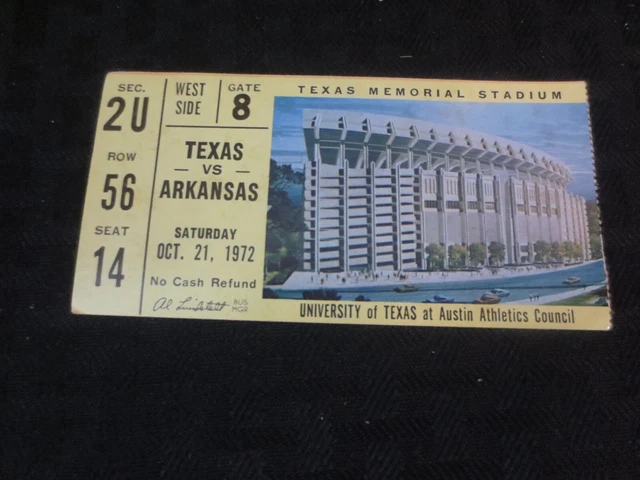 SEC.
2U
ROW
56
SEAT
14
WEST
SIDE
GATE
8
TEXAS
VS
ARKANSAS
SATURDAY
OCT. 21, 1972
No Cash Refund
BUS
MGR
TEXAS MEMORIAL STADIUM
UNIVERSITY of TEXAS at Austin Athletics Council